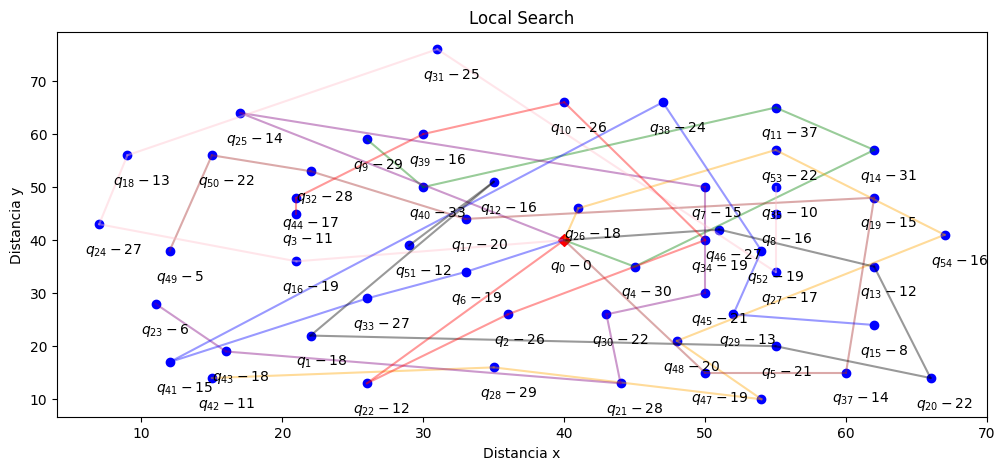 Local Search
Distancia y
70
60
50
40
30
20
10
q31 − 25
q10 − 26
q38 − 24
q11 − 37
q25 − 14
q39 − 16
q9 − 29
q18 − 13
q50 − 22
q53 − 22
q14 − 31
q32 − 28
q40 − 33
q12 − 16
q7 − 15
− 10
q44 − 17
q3 − 11
q26 − 18
q19 − 15
q8 − 16
q24 − 27
q17 − 20
q46 − 27
q54 − 16
q49 − 5
q51 − 12
q0 − 0
q34 − 19
q52 − 19
q16 − 19
q6 − 19
q4 − 30
q27 − 17
q13 − 12
q23 − 6
q33 − 27
q45 − 21
q2 − 26
q30 − 22
q29 − 13
q15 − 8
q1 − 18
q43 − 18
q48 − 20
q5 − 21
q41 − 15
q28 − 29
q42 − 11
q22 − 12
q21 − 28
q47 − 19
q37 − 14
q20 − 22
10
20
30
40
50
60
70
Distancia x